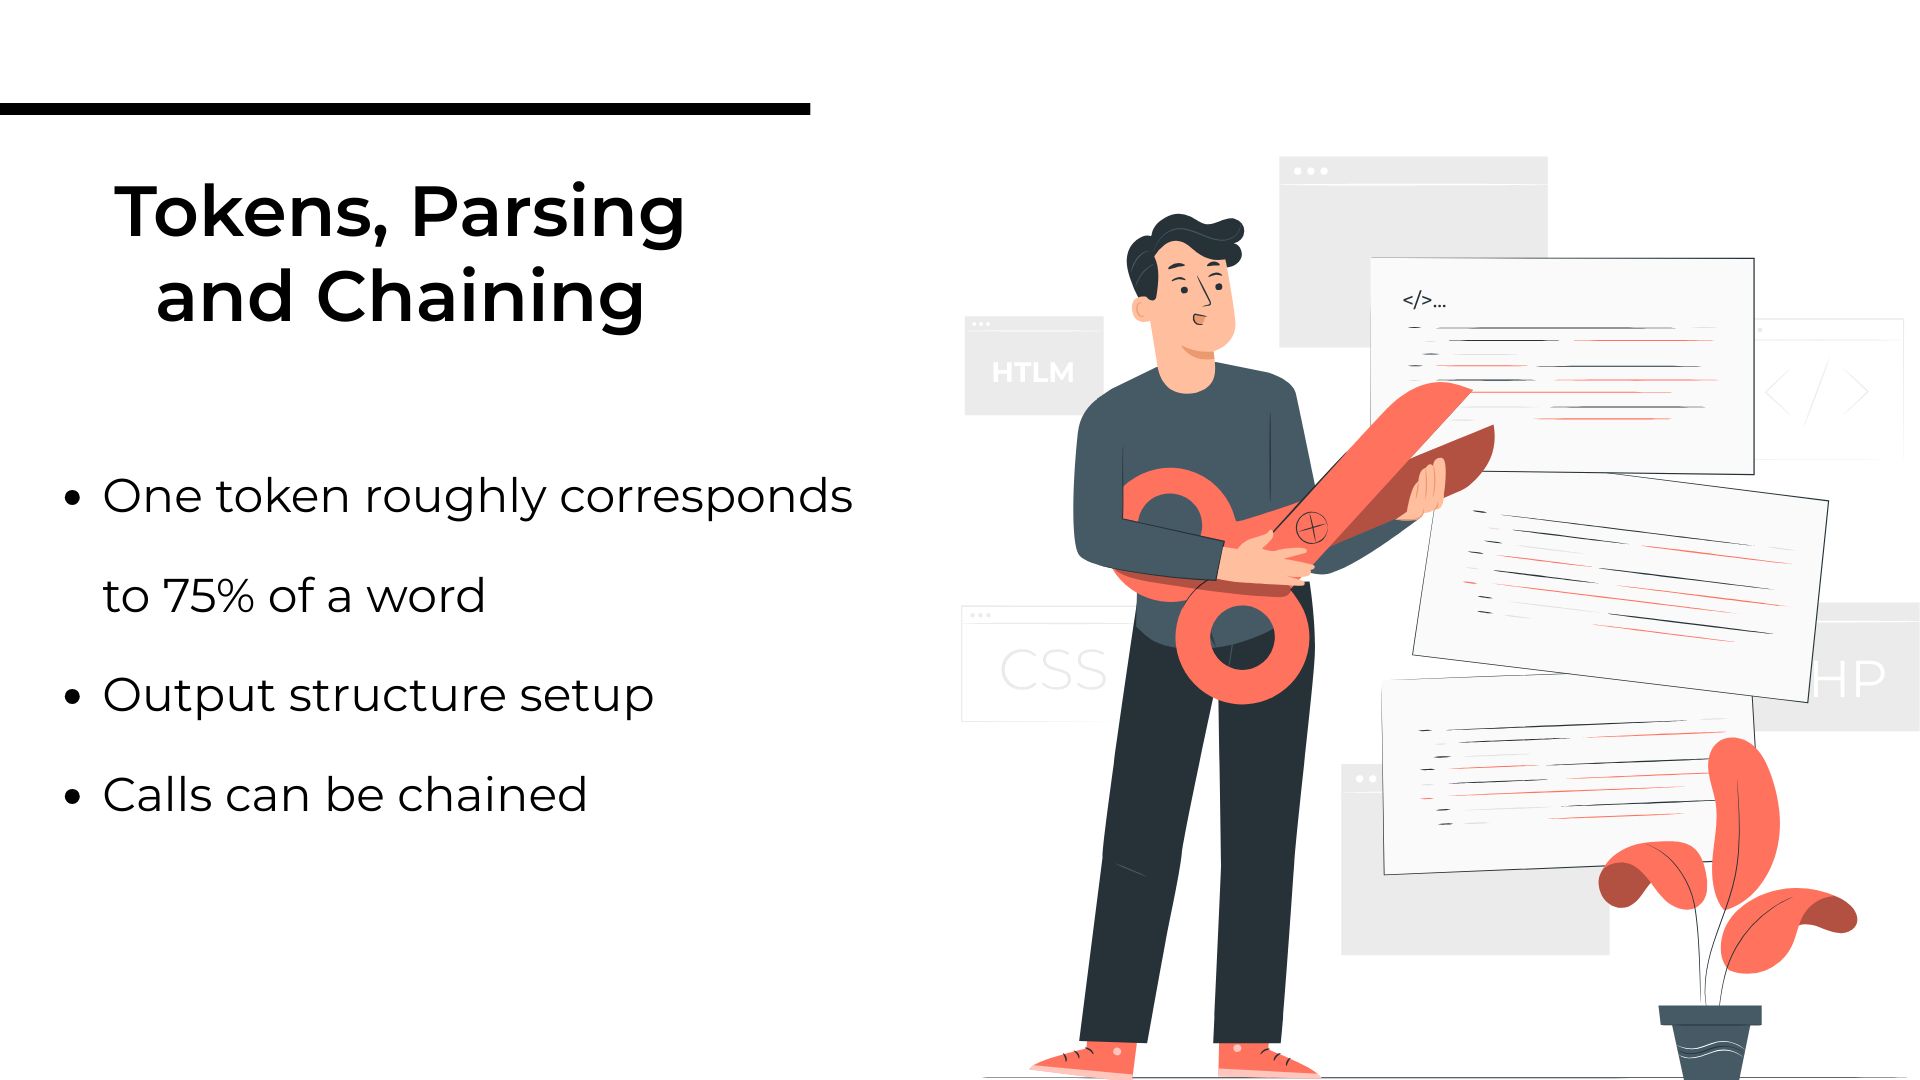 Tokens, Parsing
and Chaining
• One token roughly corresponds
to 75% of a word
• Output structure setup
• Calls can be chained
</>...
HTLM
</>
CSS
HP